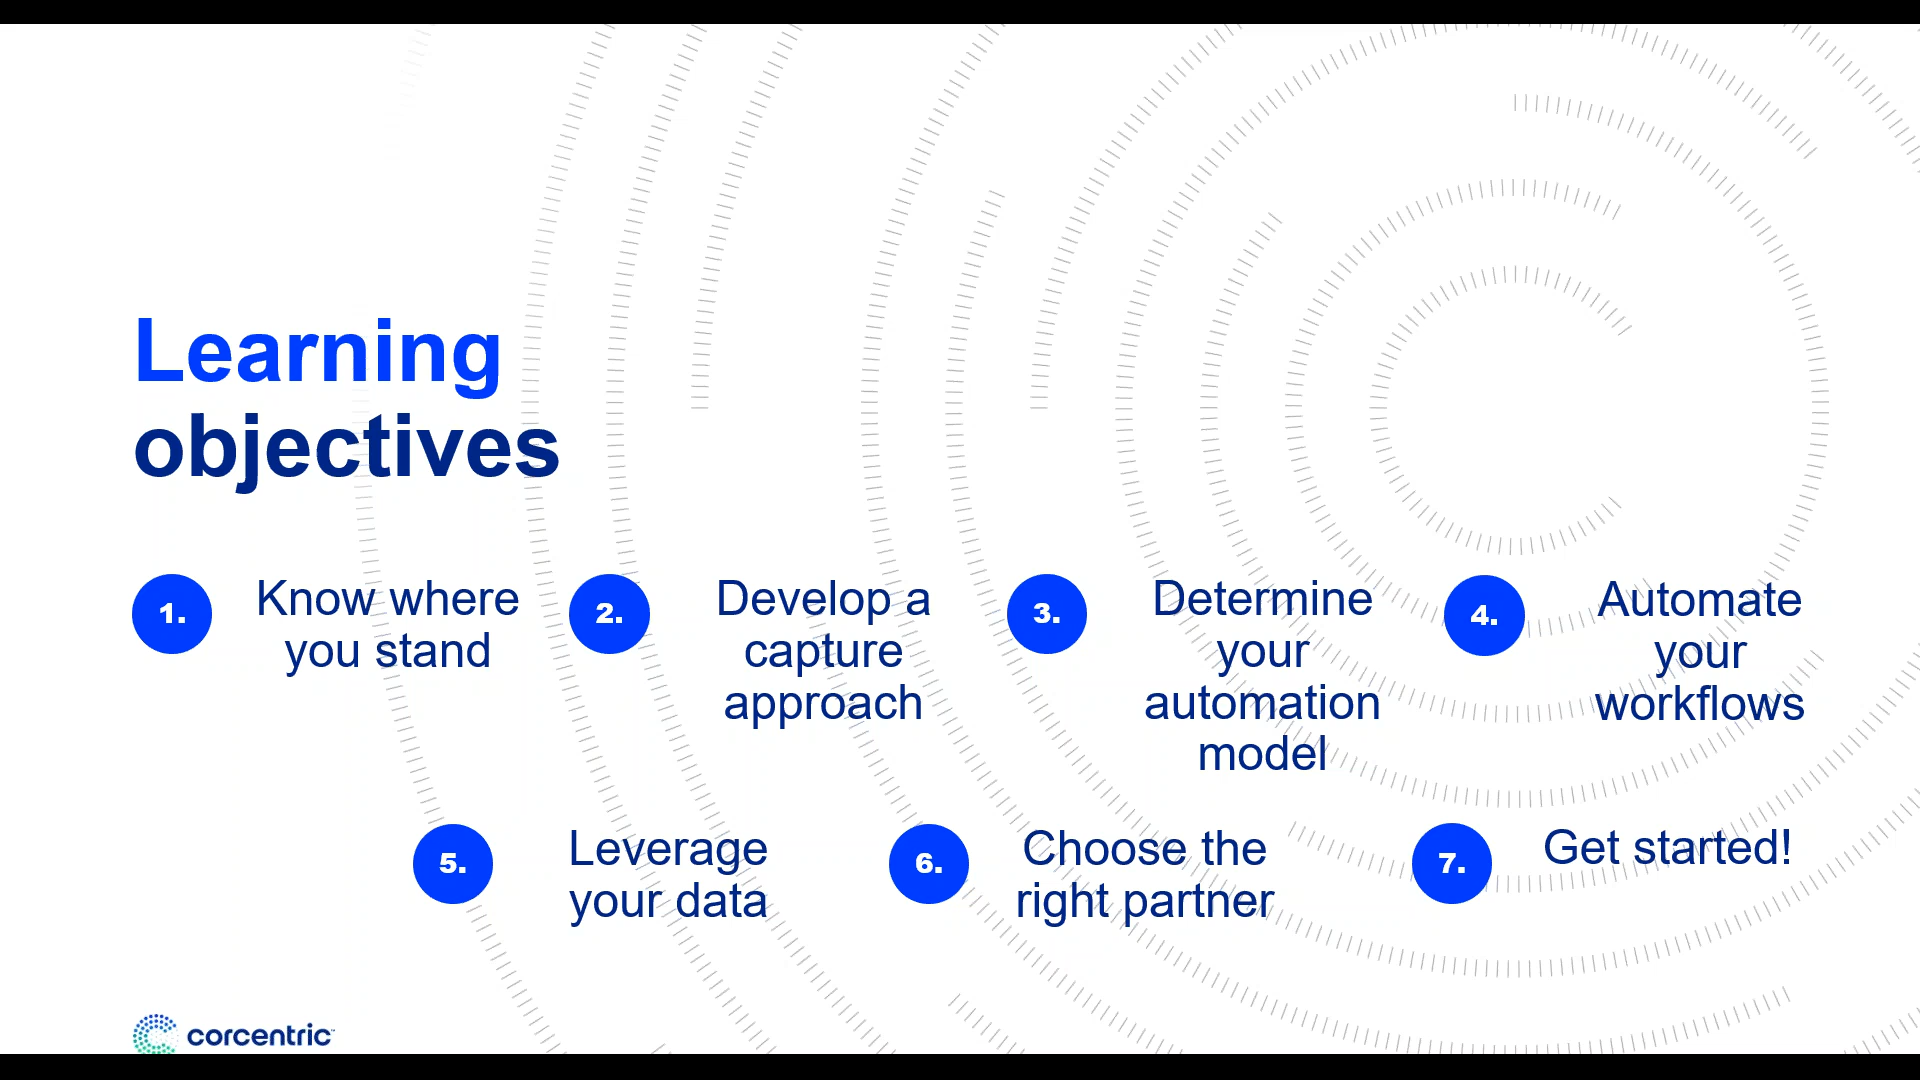 Learning
objectives
1.
Know where
you stand
2.
Develop a
capture
approach
3.
Determine
your
automation
model
4.
Automate
your
workflows
5.
Leverage
your data
6.
Choose the
right partner
7.
Get started!
corcentric